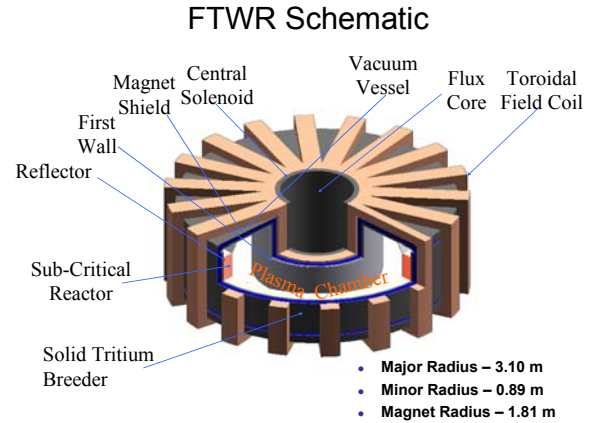 FTWR Schematic
Magnet
Shield
Central
Solenoid
Vacuum
Vessel
Flux
Core
Toroidal
Field Coil
First
Wall
Reflector
Sub-Critical
Reactor
Plasma Chamber
Solid Tritium
Breeder
• Major Radius – 3.10 m
• Minor Radius – 0.89 m
• Magnet Radius – 1.81 m